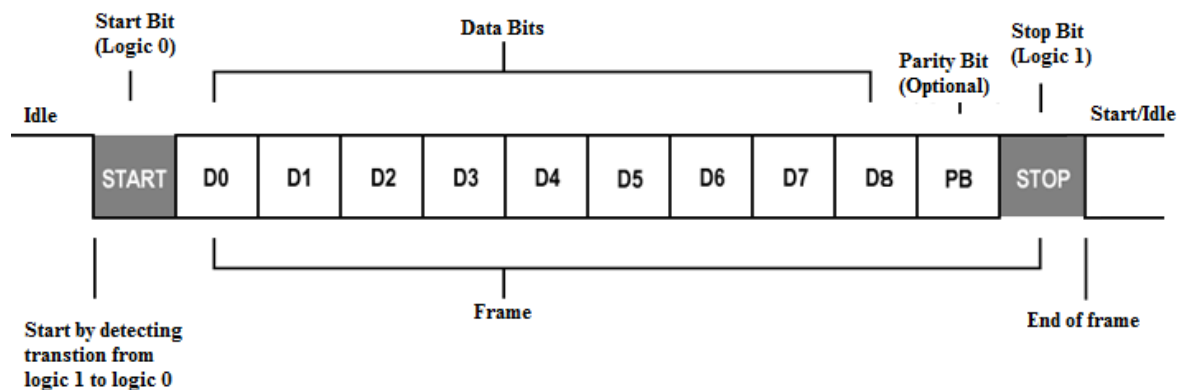 Start Bit
(Logic 0)
Data Bits
Stop Bit
(Logic 1)
Parity Bit
(Optional)
Idle
Start/Idle
START D0 D1 D2 D3 D4 D5 D6 D7 D8 PB STOP
Frame
End of frame
Start by detecting
transtion from
logic 1 to logic 0